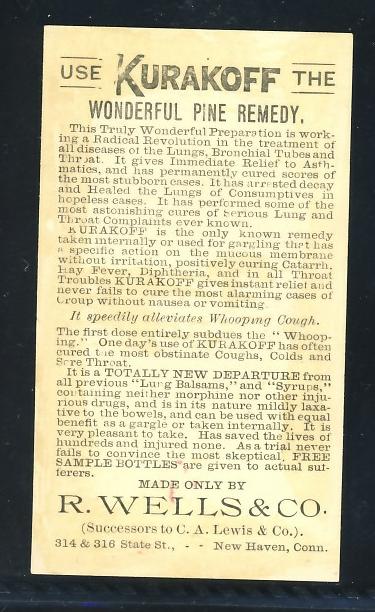 USE KURAKOFF THE
WONDERFUL PINE REMEDY.
This Truly Wonderful Preparation is work-
ing a Radical Revolution in the treatment of
all diseases of the Lungs, Bronchial Tubes and
Throat. It gives Immediate Relief to Asth-
matics, and has permanently cured scores of
the most stubborn cases. It has arrested decay
and Healed the Lungs of Consumptives in
hopeless cases. It has performed some of the
most astonishing cures of Serious Lung and
Throat Complaints ever known.
KURAKOFF is the only known remedy
taken internally or used for gargling that has
a specific action on the mucous membrane
without irritation, positively curing Catarrh,
Hay Fever, Diphtheria, and in all Throat
Troubles KURAKOFF gives instant relief and
never fails to cure the most alarming cases of
Croup without nausea or vomiting
It speedily alleviates Whooping Cough.
The first dose entirely subdues the "Whoop-
ing." One day's use of KURAKOFF has often
cured the most obstinate Coughs, Colds and
Sore Throat.
It is a TOTALLY NEW DEPARTURE from
all previous "Lung Balsams," and "Syrups,"
containing neither morphine nor other inju-
rious drugs, and is in its nature mildly laxa-
tive to the bowels, and can be used with equal
benefit as a gargle or taken internally. It is
very pleasant to take. Has saved the lives of
hundreds and injured none. As a trial never
fails to convince the most skeptical, FREE
SAMPLE BOTTLES are given to actual suf-
ferers.
MADE ONLY BY
R. WELLS & CO.
(Successors to C. A. Lewis & Co.).
314 & 316 State St., - - New Haven, Conn.